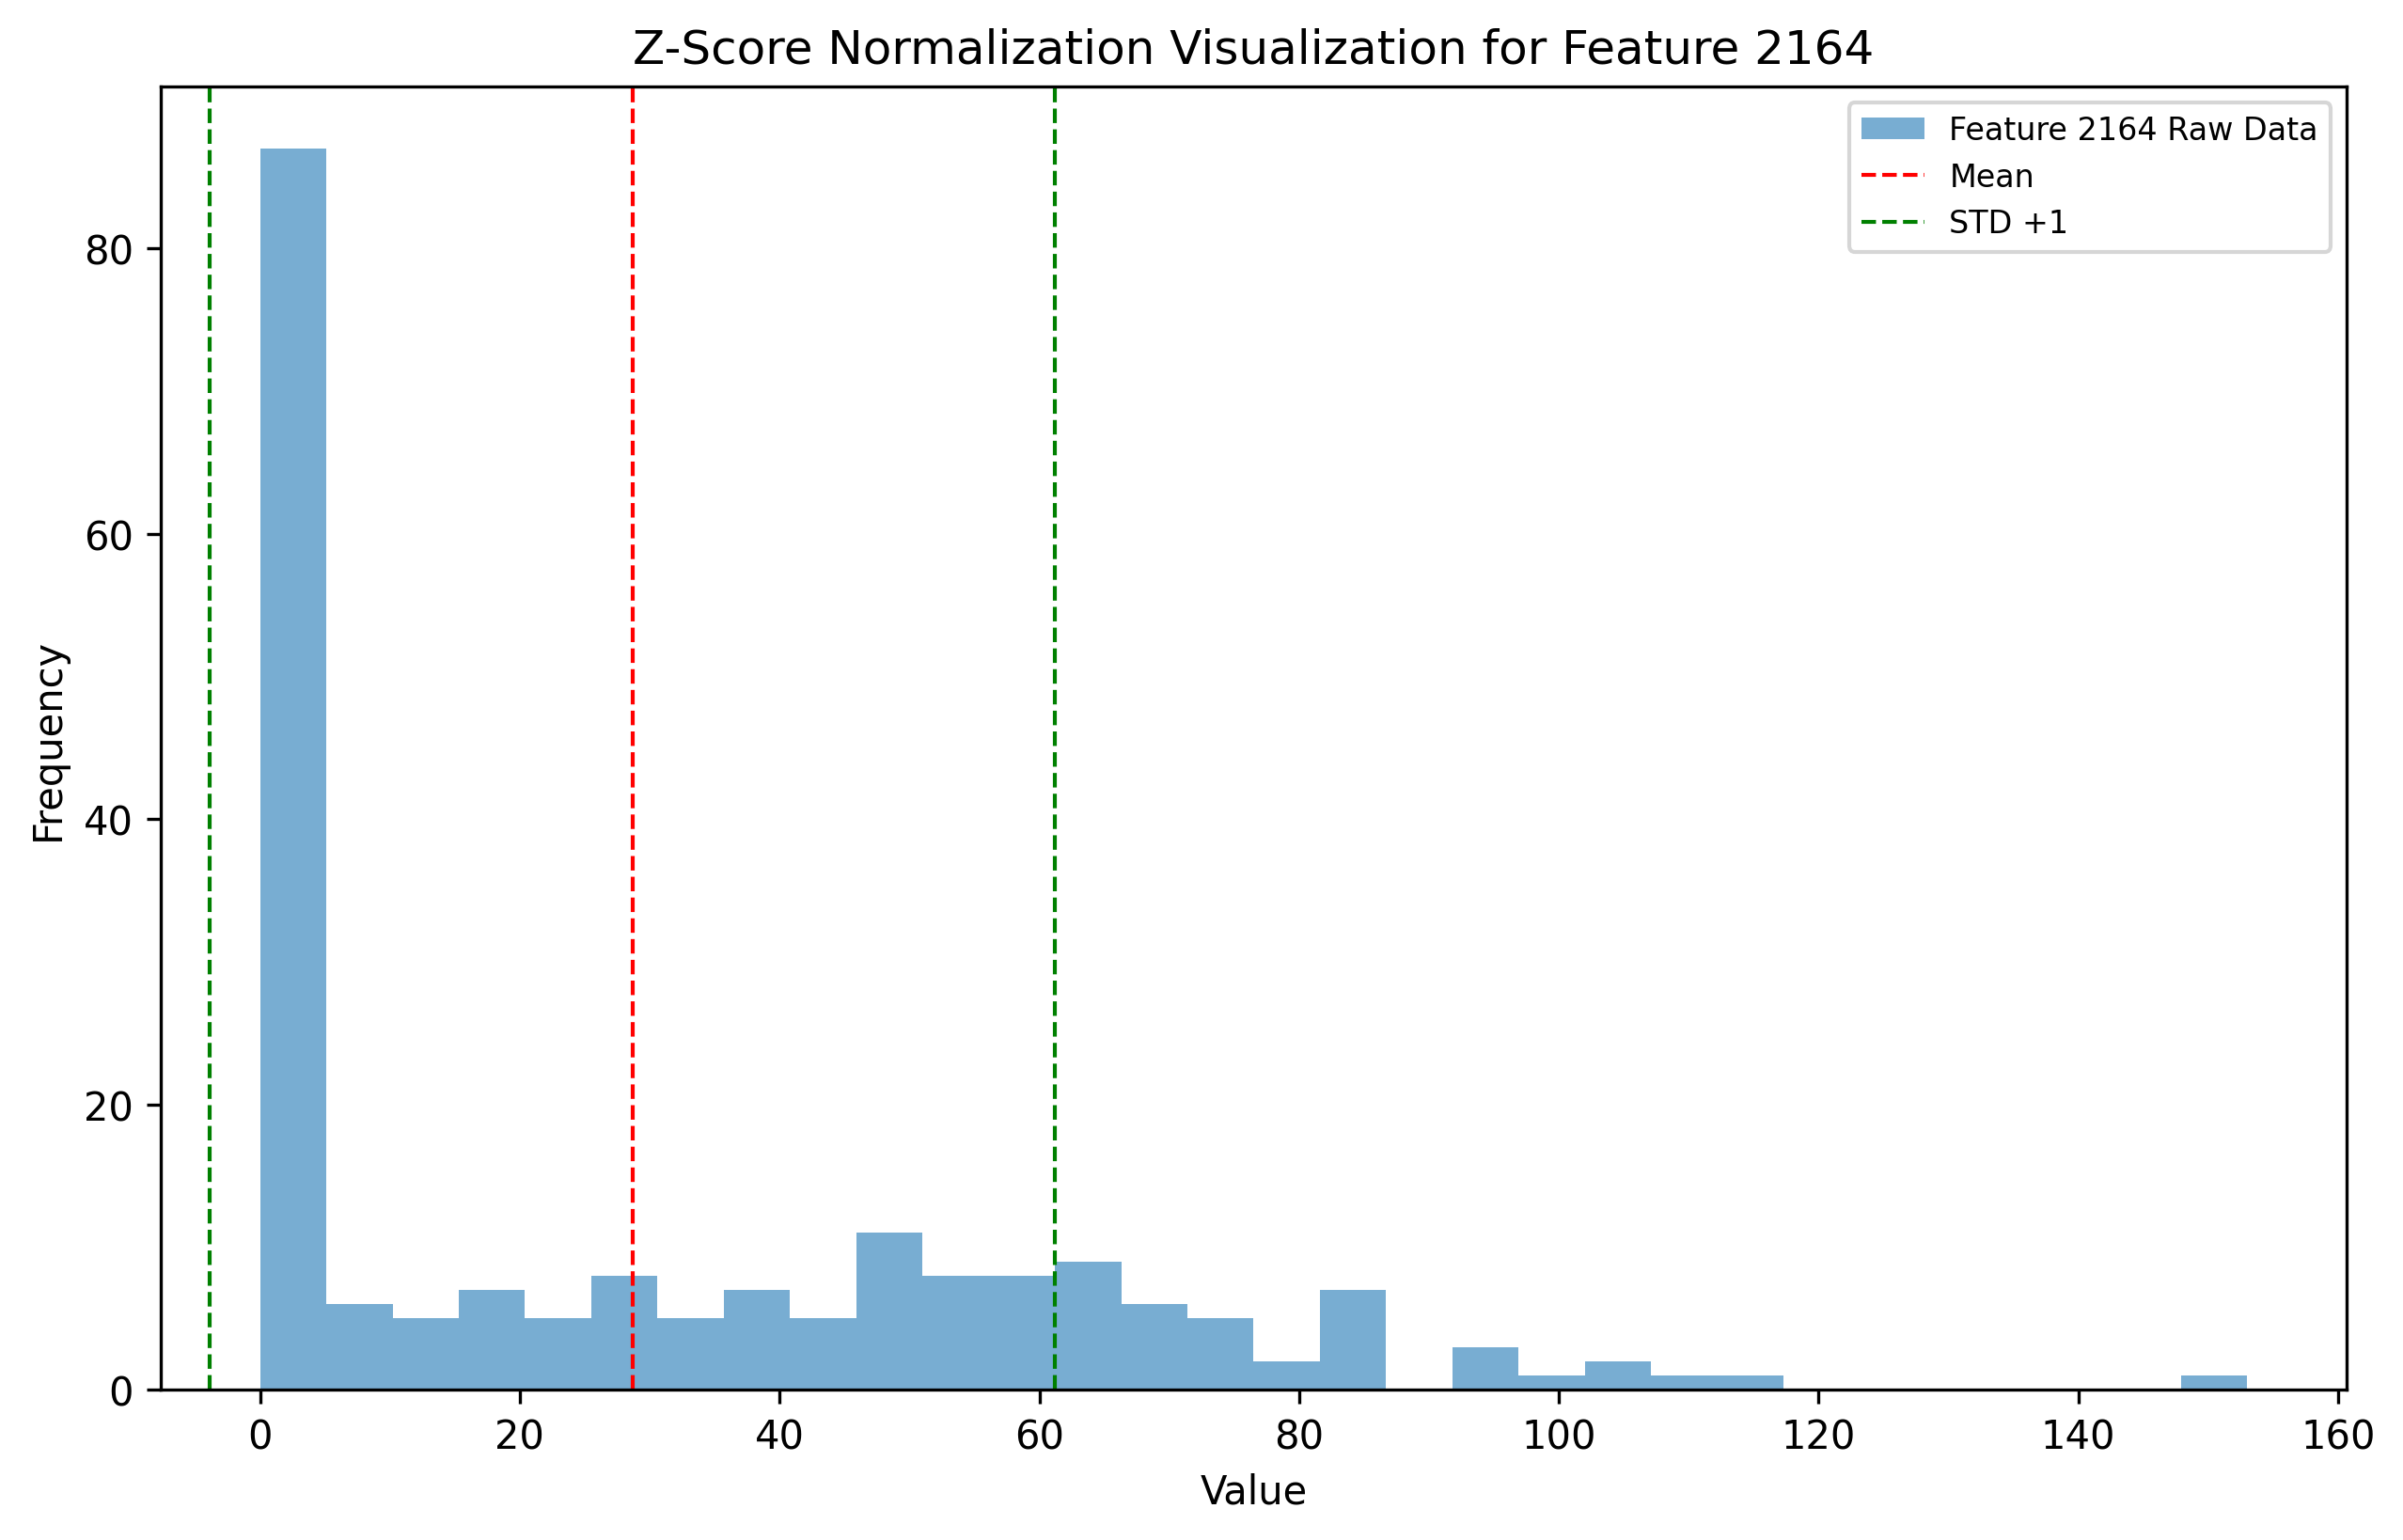 Z-Score Normalization Visualization for Feature 2164
Feature 2164 Raw Data
Mean
STD +1
Frequency
80
60
40
20
0
0 20 40 60 80 100 120 140 160
Value